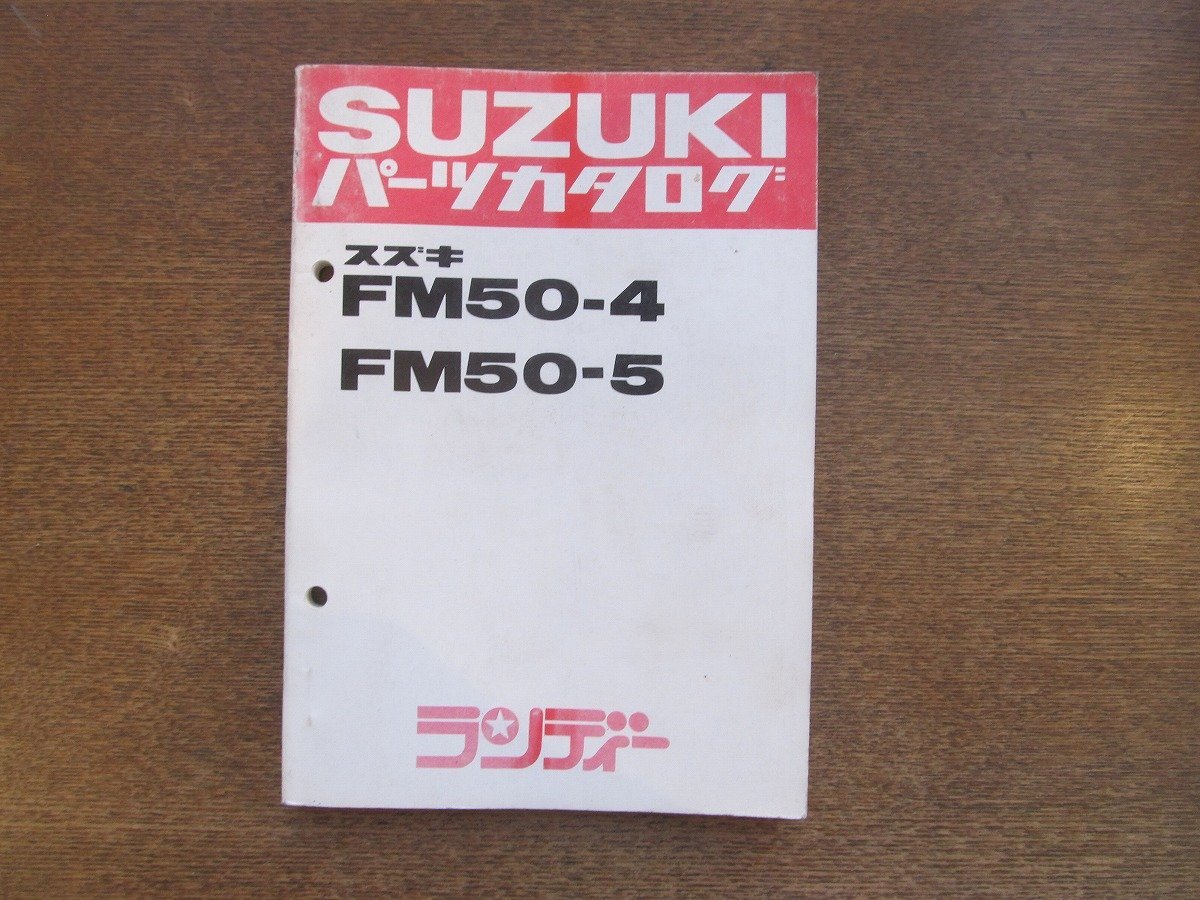 SUZUKI
パーツカタログ
スズキ
FM50-4
FM50-5
ランディー